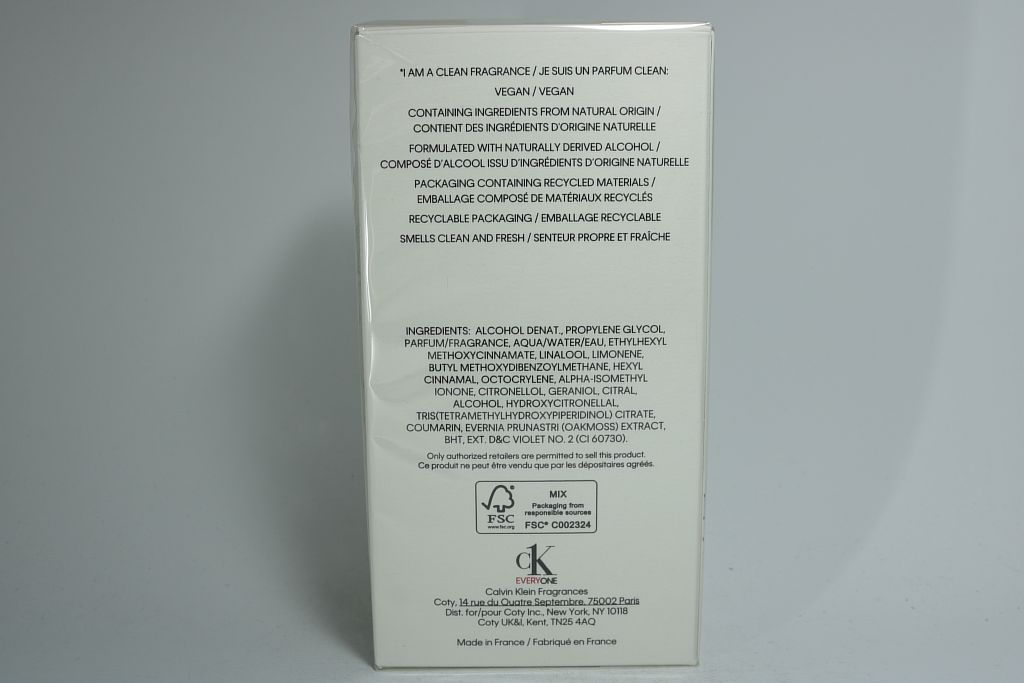 *I AM A CLEAN FRAGRANCE / JE SUIS UN PARFUM CLEAN:
VEGAN / VEGAN
CONTAINING INGREDIENTS FROM NATURAL ORIGIN /
CONTIENT DES INGRÉDIENTS D'ORIGINE NATURELLE
FORMULATED WITH NATURALLY DERIVED ALCOHOL /
COMPOSÉ D'ALCOOL ISSU D'INGRÉDIENTS D'ORIGINE NATURELLE
PACKAGING CONTAINING RECYCLED MATERIALS /
EMBALLAGE COMPOSÉ DE MATÉRIAUX RECYCLÉS
RECYCLABLE PACKAGING / EMBALLAGE RECYCLABLE
SMELLS CLEAN AND FRESH / SENTEUR PROPRE ET FRAÎCHE
INGREDIENTS: ALCOHOL DENAT., PROPYLENE GLYCOL,
PARFUM/FRAGRANCE, AQUA/WATER/EAU, ETHYLHEXYL
METHOXYCINNAMATE, LINALOOL, LIMONENE,
BUTYL METHOXYDIBENZOYLMETHANE, HEXYL
CINNAMAL, OCTOCRYLENE, ALPHA-ISOMETHYL
IONONE, CITRONELLOL, GERANIOL, CITRAL,
ALCOHOL, HYDROXYCITRONELLAL,
TRIS(TETRAMETHYLHYDROXYPIPERIDINOL) CITRATE,
COUMARIN, EVERNIA PRUNASTRI (OAKMOSS) EXTRACT,
BHT, EXT. D&C VIOLET NO. 2 (CI 60730).
Only authorized retailers are permitted to sell this product.
Ce produit ne peut être vendu que par les dépositaires agréés.
FSC
www.fsc.org
MIX
Packaging from
responsible sources
FSC® C002324
cK1
EVERYONE
Calvin Klein Fragrances
Coty, 14 rue du Quatre Septembre, 75002 Paris
Dist. for/pour Coty Inc., New York, NY 10118
Coty UK&I, Kent, TN25 4AQ
Made in France / Fabriqué en France